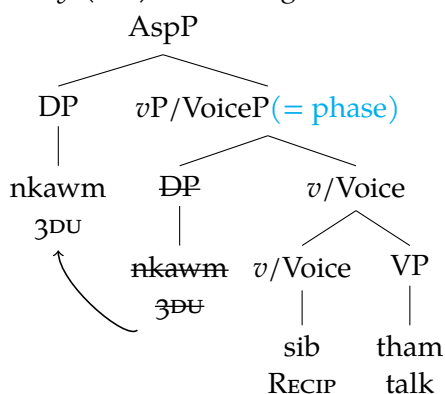 AspP
DP vP/VoiceP(= phase)
nkawm DP v/Voice
3DU nkawm v/Voice VP
3DU sib tham
RECIP talk